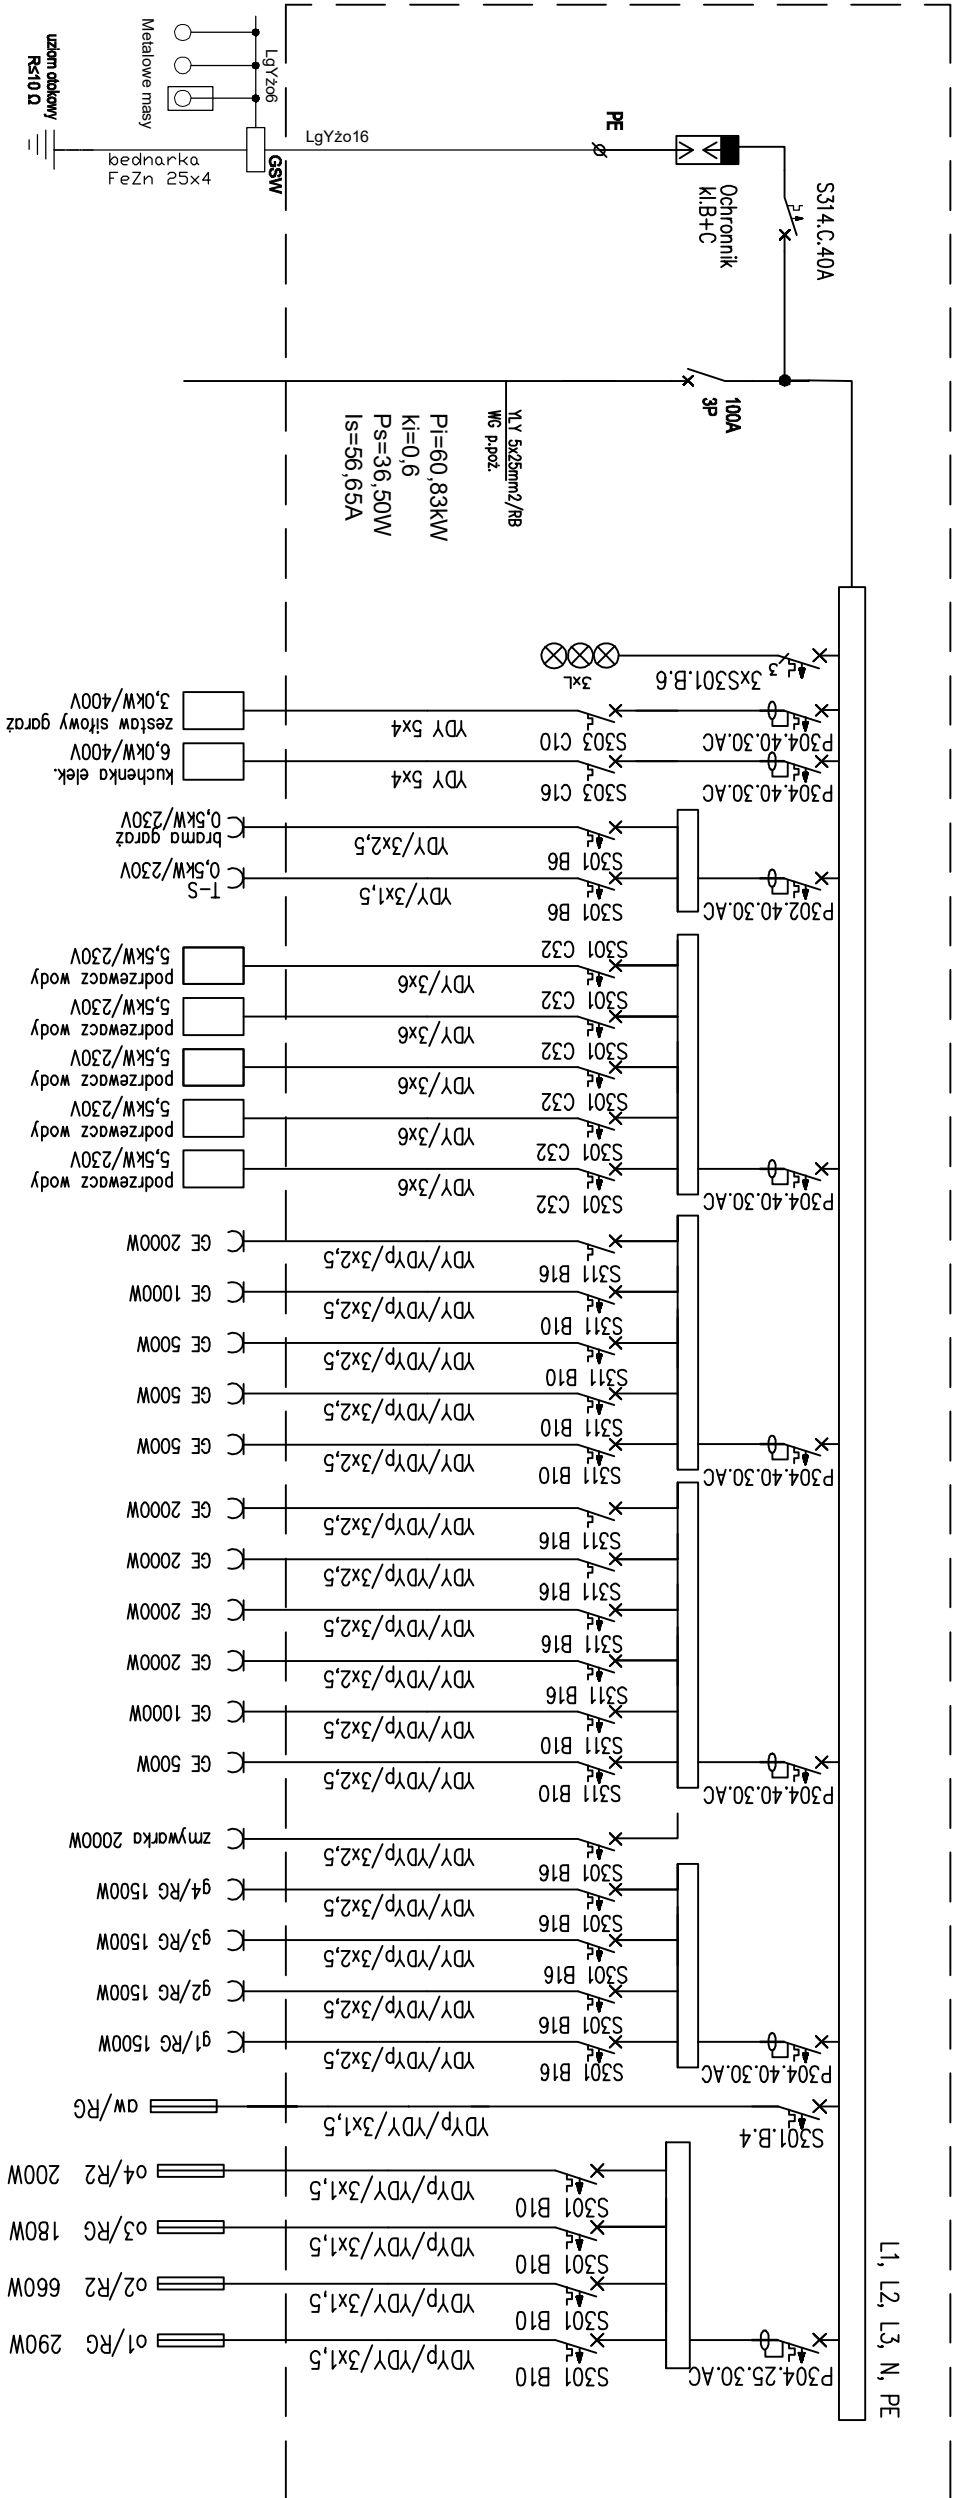 uziom otokowy
R≤10 Ω
Metalowe masy
LgYżo6
bednarka
FeZn 25x4
GSW
LgYżo16
PE
Ochronnik
kl.B+C
S314.C.40A
100A
3P
YLY 5x25mm2/RB
WG p.poż.
Pi=60,83kW
ki=0,6
Ps=36,50W
Is=56,65A
L1, L2, L3, N, PE
3xL
3
3xS301.B.6
zestaw siłowy garaż
3,0kW/400V
YDY 5x4
S303 C10
P304.40.30.AC
kuchenka elek.
6,0kW/400V
YDY 5x4
S303 C16
P304.40.30.AC
brama garaż
0,5kW/230V
YDY/3x2,5
S301
B6
T-S
0,5kW/230V
YDY/3x1,5
S301
B6
P302.40.30.AC
podrzewacz wody
5,5kW/230V
YDY/3x6
S301
C32
podrzewacz wody
5,5kW/230V
YDY/3x6
S301
C32
podrzewacz wody
5,5kW/230V
YDY/3x6
S301
C32
podrzewacz wody
5,5kW/230V
YDY/3x6
S301
C32
podrzewacz wody
5,5kW/230V
YDY/3x6
S301
C32
P304.40.30.AC
GE 2000W
YDY/YDYp/3x2,5
S311 B16
GE 1000W
YDY/YDYp/3x2,5
S311 B10
GE 500W
YDY/YDYp/3x2,5
S311 B10
GE 500W
YDY/YDYp/3x2,5
S311 B10
GE 500W
YDY/YDYp/3x2,5
S311 B10
P304.40.30.AC
GE 2000W
YDY/YDYp/3x2,5
S311 B16
GE 2000W
YDY/YDYp/3x2,5
S311 B16
GE 2000W
YDY/YDYp/3x2,5
S311 B16
GE 2000W
YDY/YDYp/3x2,5
S311 B16
GE 1000W
YDY/YDYp/3x2,5
S311 B10
GE 500W
YDY/YDYp/3x2,5
S311 B10
P304.40.30.AC
zmywarka 2000W
YDY/YDYp/3x2,5
S301 B16
g4/RG 1500W
YDY/YDYp/3x2,5
S301 B16
g3/RG 1500W
YDY/YDYp/3x2,5
S301 B16
g2/RG 1500W
YDY/YDYp/3x2,5
S301 B16
g1/RG 1500W
YDY/YDYp/3x2,5
S301 B16
P304.40.30.AC
aw/RG
YDYp/YDY/3x1,5
S301.B.4
o4/R2 200W
YDYp/YDY/3x1,5
S301 B10
o3/RG 180W
YDYp/YDY/3x1,5
S301 B10
o2/R2 660W
YDYp/YDY/3x1,5
S301 B10
o1/RG 290W
YDYp/YDY/3x1,5
S301 B10
P304.25.30.AC